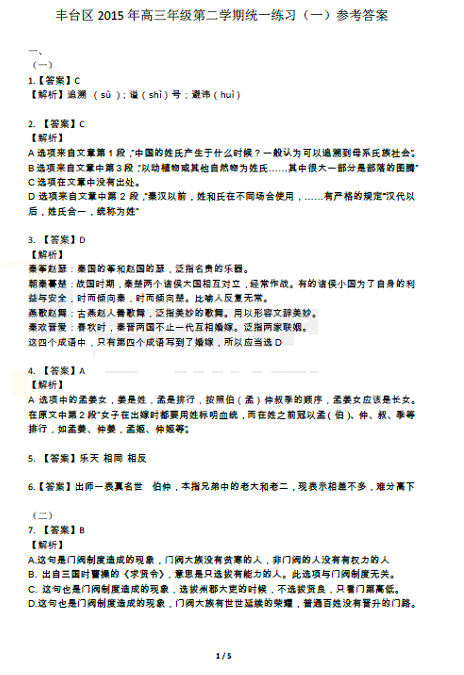 丰台区 2015 年高三年级第二学期统一练习（一）参考答案
一、
（一）
1.【答案】C
【解析】追溯 （sù ）；谥（shì）号；避讳（huì）
2. 【答案】C
【解析】
A 选项来自文章第 1 段，“中国的姓氏产生于什么时候？一般认为可以追溯到母系氏族社会”。
B 选项来自文章第 3 段“以动植物或其他自然物为姓氏……其中很大一部分是部落的图腾”
C 选项在文章中没有出处。
D 选项来自文章中第 2 段，“秦汉以前，姓和氏在不同场合使用，……有严格的规定”“汉代以
后，姓氏合一，统称为姓”
3. 【答案】D
【解析】
秦筝赵瑟：秦国的筝和赵国的瑟，泛指名贵的乐器。
朝秦暮楚：战国时期，秦楚两个诸侯大国相互对立，经常作战。有的诸侯小国为了自身的利
益与安全，时而倾向秦，时而倾向楚。比喻人反复无常。
燕歌赵舞：古燕赵人善歌舞，泛指美妙的歌舞。用以形容文辞美妙。
秦欢晋爱：春秋时，秦晋两国不止一代互相婚嫁。泛指两家联姻。
这四个成语中，只有第四个成语写到了婚嫁，所以应当选 D
4. 【答案】A
【解析】
A 选项中的孟姜女，姜是姓，孟是排行，按照伯（孟）仲叔季的顺序，孟姜女应该是长女。
在原文中第 2 段“女子在出嫁时都要用姓标明血统，而在姓之前冠以孟（伯）、仲、叔、季等
排行，如孟姜、仲姜，孟姬、仲姬等”。
5. 【答案】乐天 相同 相反
6.【答案】出师一表真名世 伯仲，本指兄弟中的老大和老二，现表示相差不多，难分高下
（二）
7. 【答案】B
【解析】
A.这句是门阀制度造成的现象，门阀大族没有贫寒的人，非门阀的人没有有权力的人
B. 出自三国时曹操的《求贤令》，意思是只选拔有能力的人。此选项与门阀制度无关。
C. 这句也是门阀制度造成的现象，选拔州郡大吏的时候，不选拔贤良，只看门第高低。
D.这句也是门阀制度造成的现象，门阀大族有世世延续的荣耀，普通百姓没有晋升的门路。
1 / 5